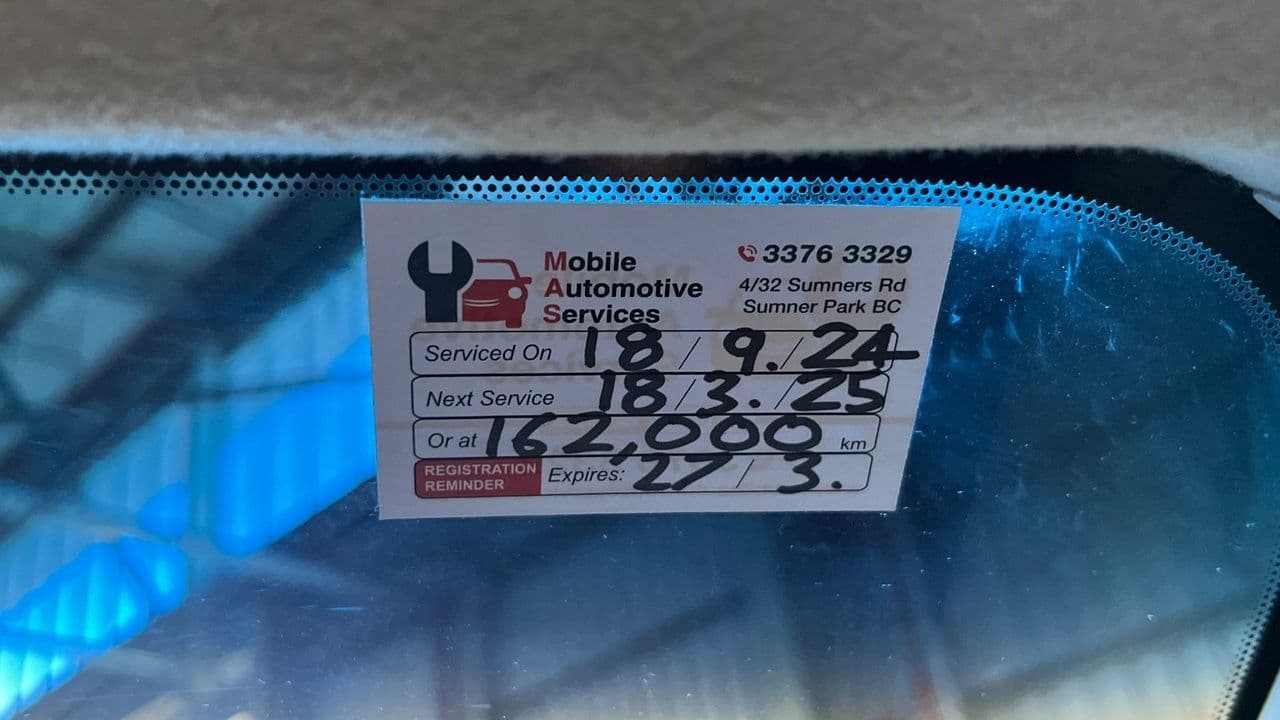 Mobile
Automotive
Services
3376 3329
4/32 Sumners Rd
Sumner Park BC
Serviced On 18/9./24
Next Service 18/3./25
Or at 162,000 km
REGISTRATION REMINDER Expires: 27/3.